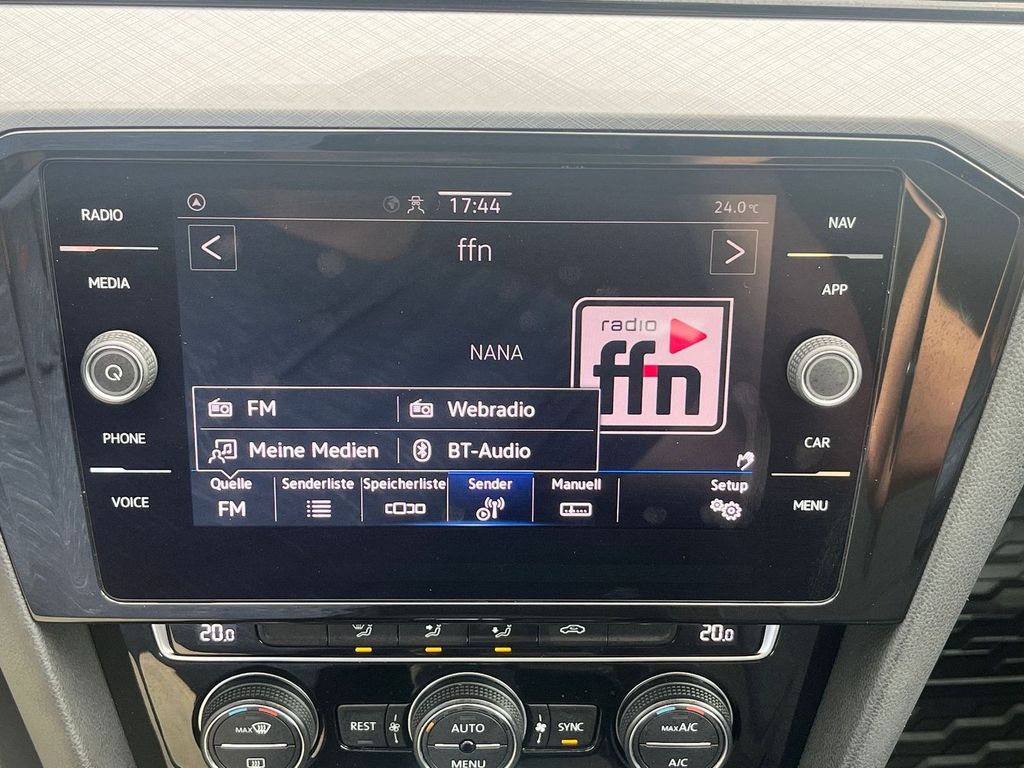 RADIO
MEDIA
PHONE
VOICE
17:44
24.0°C
ffn
NANA
radio
ffn
FM
Webradio
Meine Medien
BT-Audio
Quelle
FM
Senderliste
Speicherliste
Sender
Manuell
Setup
NAV
APP
CAR
MENU
20.0
20.0
MAX
REST
AUTO
MENU
SYNC
MAX A/C
A/C